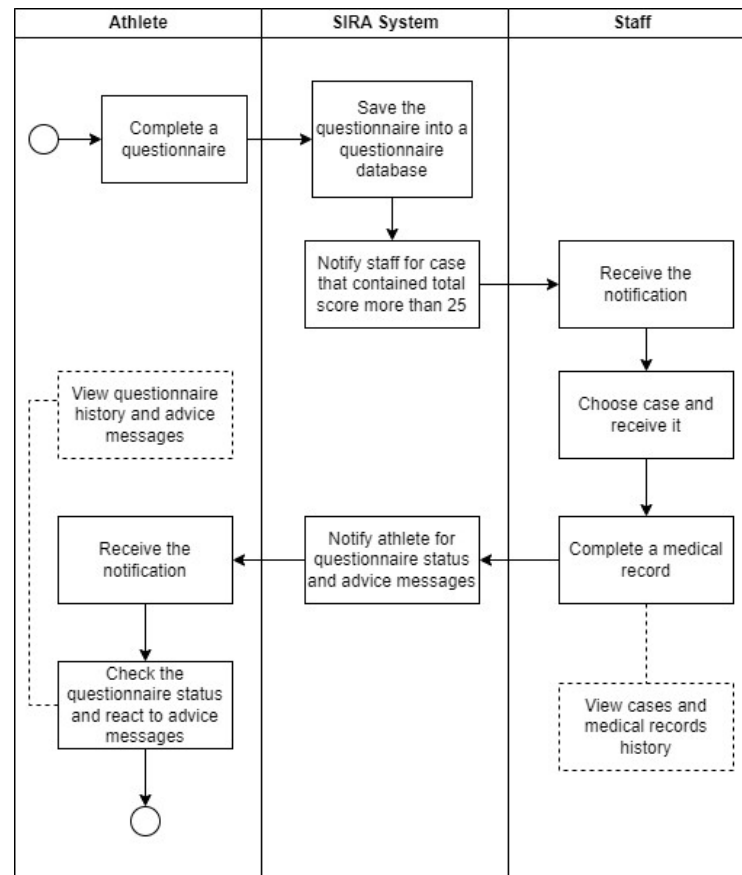 Athlete
SIRA System
Staff
Complete a
questionnaire
Save the
questionnaire into a
questionnaire
database
Notify staff for case
that contained total
score more than 25
Receive the
notification
View questionnaire
history and advice
messages
Choose case and
receive it
Receive the
notification
Notify athlete for
questionnaire status
and advice messages
Complete a medical
record
Check the
questionnaire status
and react to advice
messages
View cases and
medical records
history